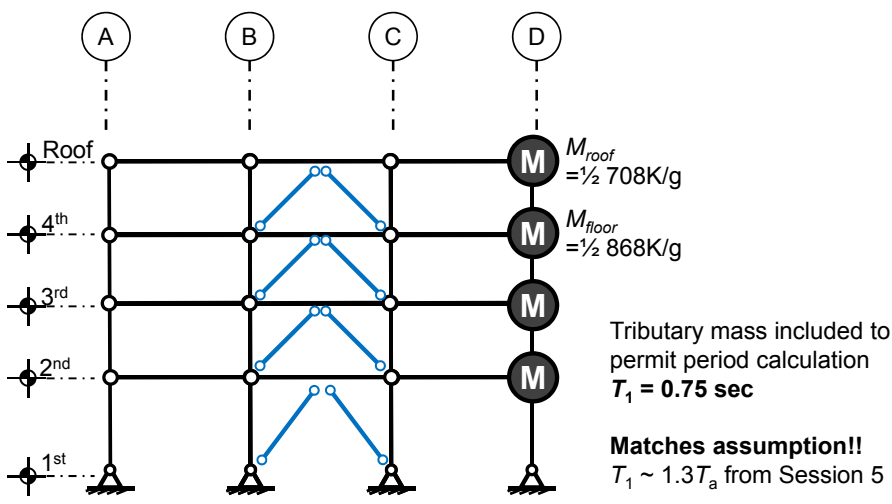 A B C D
Roof
M
M_roof
=½ 708K/g
4th
M
M_floor
=½ 868K/g
3rd
M
2nd
M
Tributary mass included to
permit period calculation
T₁ = 0.75 sec
Matches assumption!!
1st
T₁ ~ 1.3Tₐ from Session 5